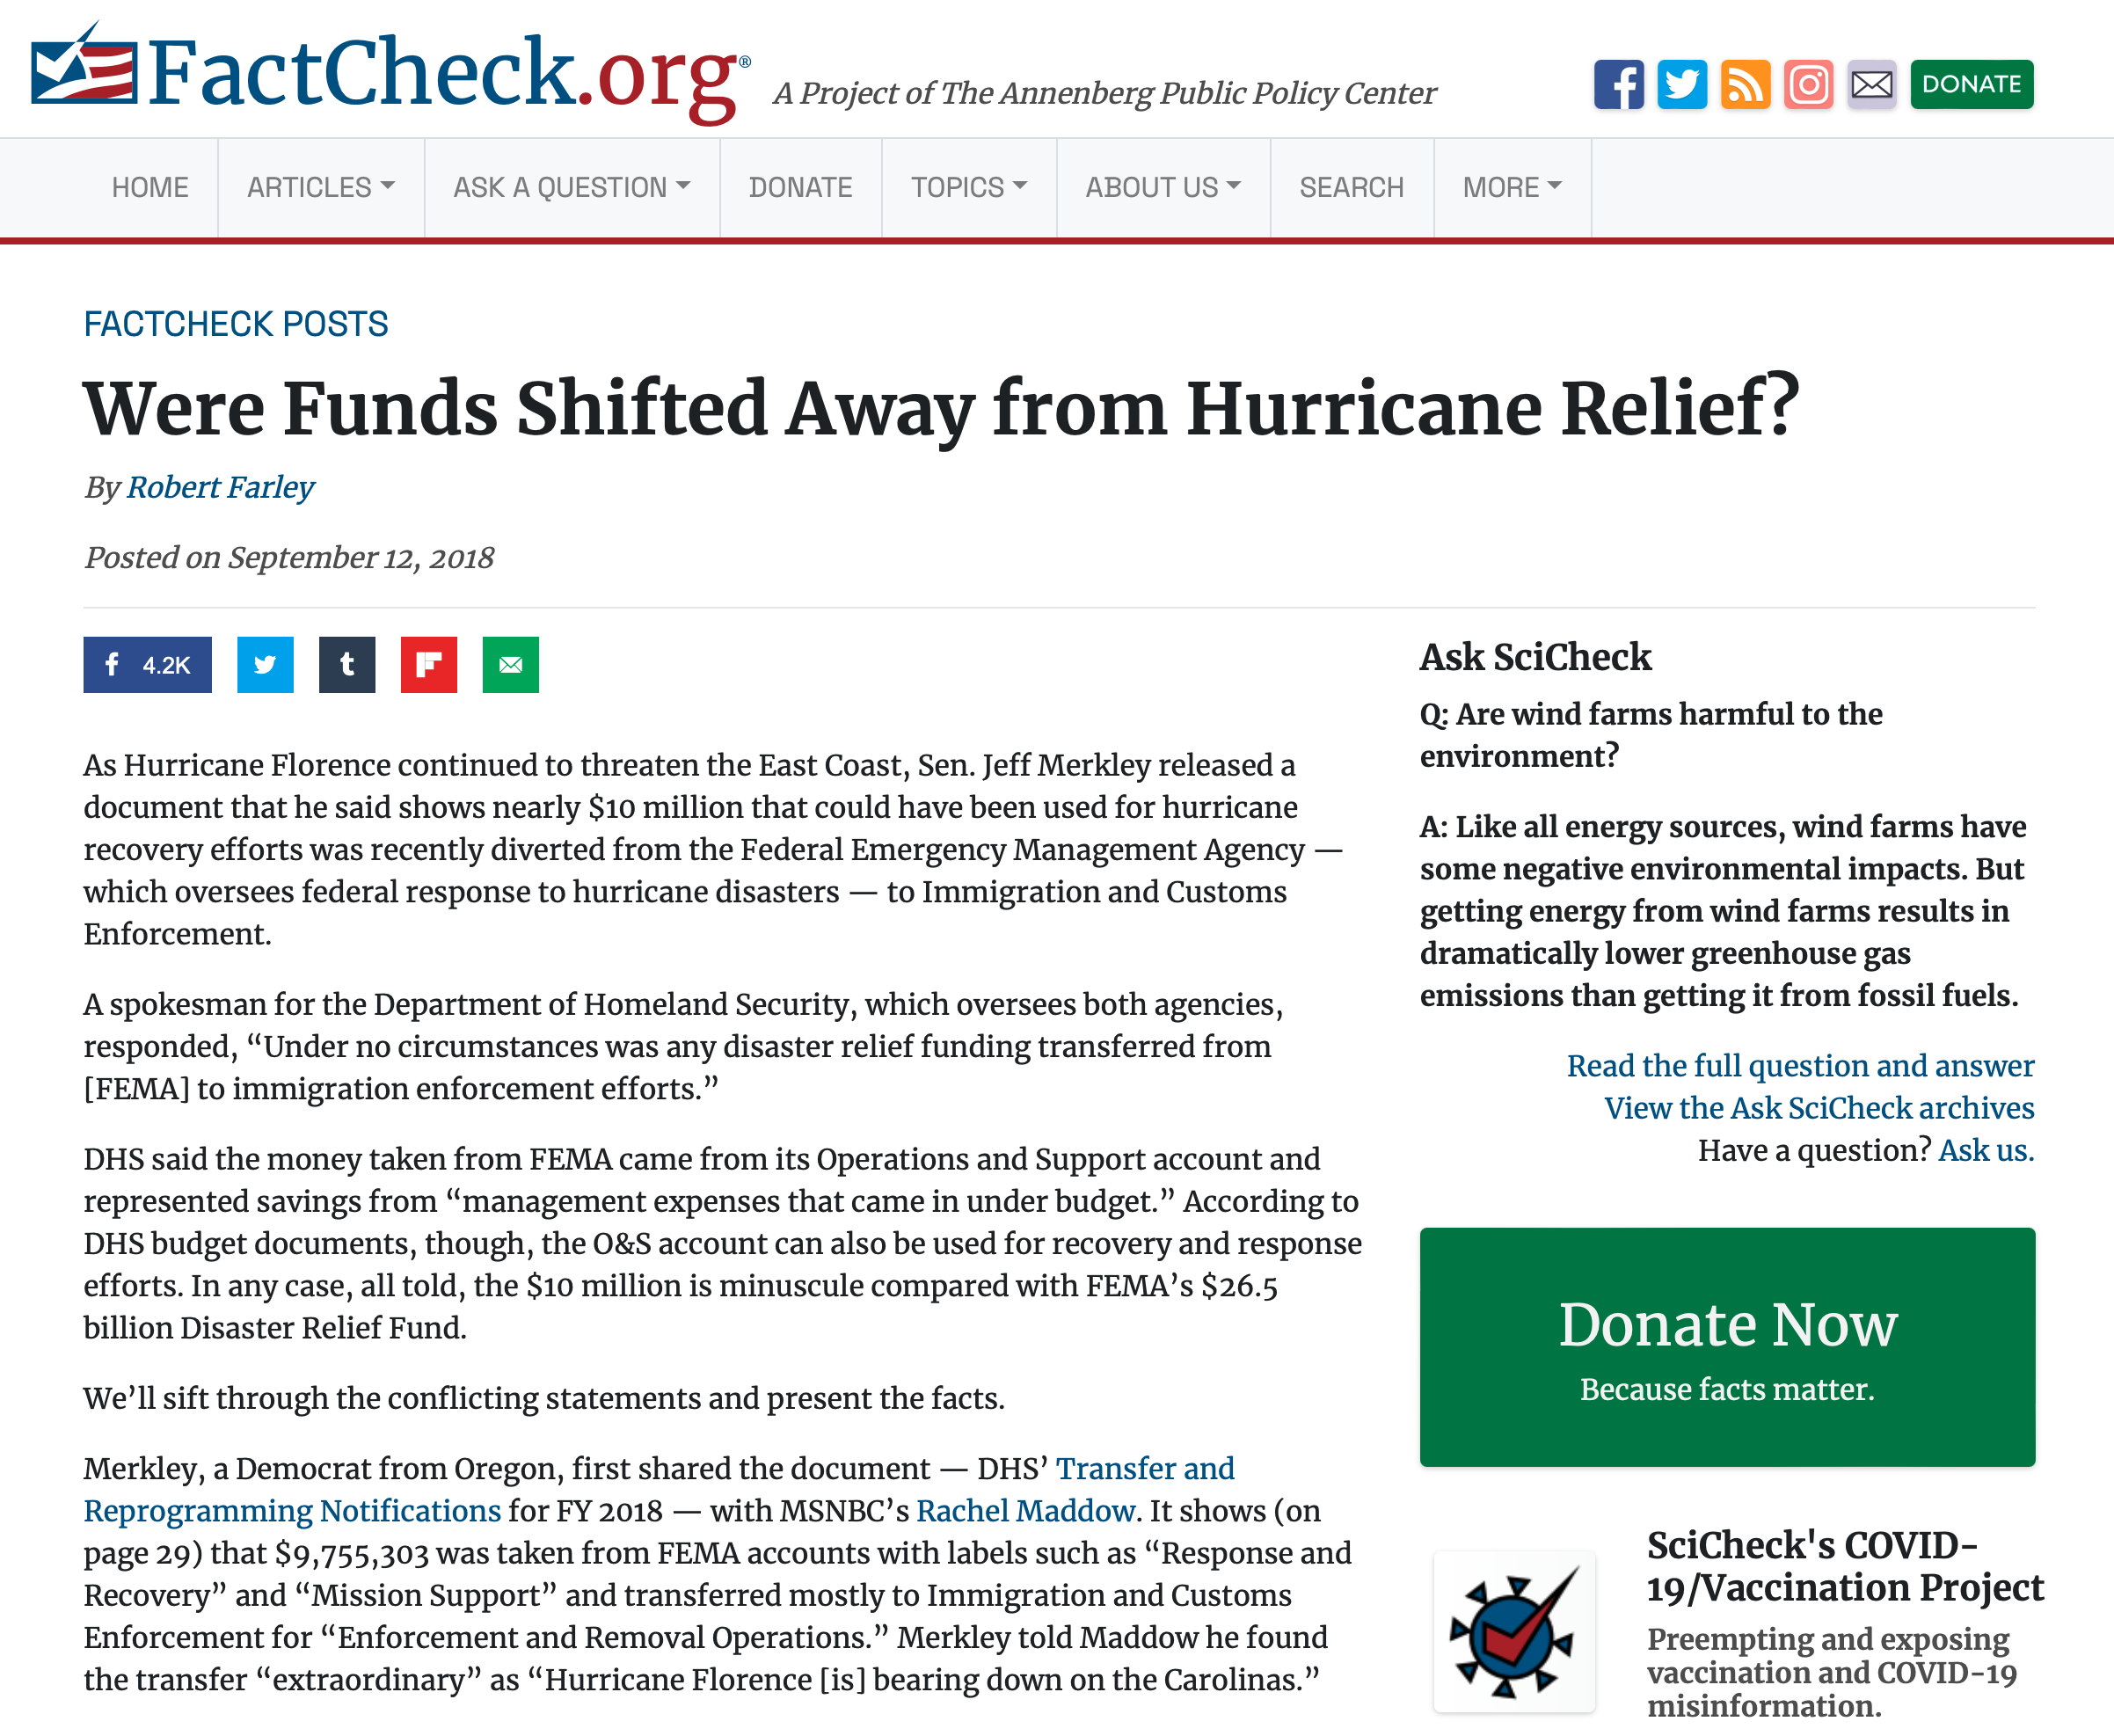 FactCheck.org®
A Project of The Annenberg Public Policy Center
DONATE
HOME
ARTICLES
ASK A QUESTION
DONATE
TOPICS
ABOUT US
SEARCH
MORE
FACTCHECK POSTS
Were Funds Shifted Away from Hurricane Relief?
By Robert Farley
Posted on September 12, 2018
4.2K
As Hurricane Florence continued to threaten the East Coast, Sen. Jeff Merkley released a
document that he said shows nearly $10 million that could have been used for hurricane
recovery efforts was recently diverted from the Federal Emergency Management Agency —
which oversees federal response to hurricane disasters — to Immigration and Customs
Enforcement.
A spokesman for the Department of Homeland Security, which oversees both agencies,
responded, “Under no circumstances was any disaster relief funding transferred from
[FEMA] to immigration enforcement efforts.”
DHS said the money taken from FEMA came from its Operations and Support account and
represented savings from “management expenses that came in under budget.” According to
DHS budget documents, though, the O&S account can also be used for recovery and response
efforts. In any case, all told, the $10 million is minuscule compared with FEMA’s $26.5
billion Disaster Relief Fund.
We’ll sift through the conflicting statements and present the facts.
Merkley, a Democrat from Oregon, first shared the document — DHS’ Transfer and
Reprogramming Notifications for FY 2018 — with MSNBC’s Rachel Maddow. It shows (on
page 29) that $9,755,303 was taken from FEMA accounts with labels such as “Response and
Recovery” and “Mission Support” and transferred mostly to Immigration and Customs
Enforcement for “Enforcement and Removal Operations.” Merkley told Maddow he found
the transfer “extraordinary” as “Hurricane Florence [is] bearing down on the Carolinas.”
Ask SciCheck
Q: Are wind farms harmful to the
environment?
A: Like all energy sources, wind farms have
some negative environmental impacts. But
getting energy from wind farms results in
dramatically lower greenhouse gas
emissions than getting it from fossil fuels.
Read the full question and answer
View the Ask SciCheck archives
Have a question? Ask us.
Donate Now
Because facts matter.
SciCheck's COVID-
19/Vaccination Project
Preempting and exposing
vaccination and COVID-19
misinformation.